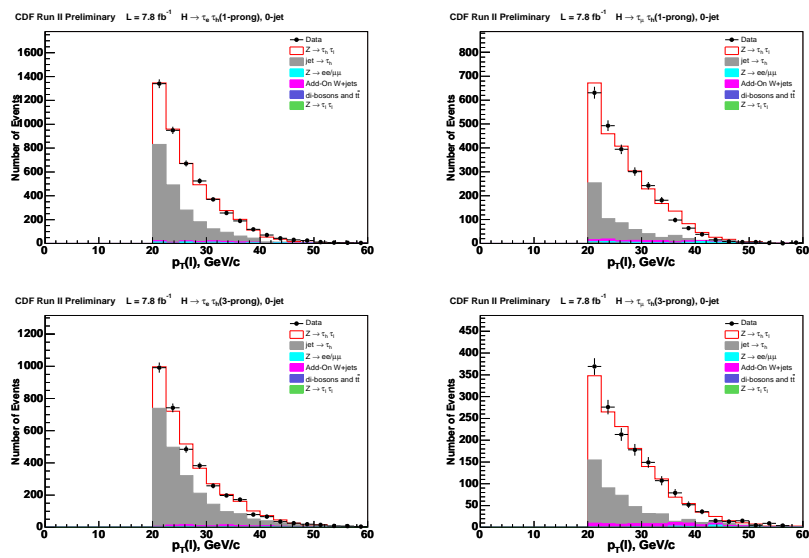 CDF Run II Preliminary L = 7.8 fb⁻¹ H → τₑ τₕ(1-prong), 0-jet
Number of Events
1600
1400
1200
1000
800
600
400
200
0
Data
Z → τₕ τₗ
jet → τₕ
Z → ee/μμ
Add-On W+jets
di-bosons and tt̄
Z → τₗ τₗ
0 10 20 30 40 50 60
p_T(l), GeV/c
CDF Run II Preliminary L = 7.8 fb⁻¹ H → τ_μ τₕ(1-prong), 0-jet
Number of Events
800
700
600
500
400
300
200
100
0
Data
Z → τₕ τₗ
jet → τₕ
Z → ee/μμ
Add-On W+jets
di-bosons and tt̄
Z → τₗ τₗ
0 10 20 30 40 50 60
p_T(l), GeV/c
CDF Run II Preliminary L = 7.8 fb⁻¹ H → τₑ τₕ(3-prong), 0-jet
Number of Events
1000
800
600
400
200
0
Data
Z → τₕ τₗ
jet → τₕ
Z → ee/μμ
Add-On W+jets
di-bosons and tt̄
Z → τₗ τₗ
0 10 20 30 40 50 60
p_T(l), GeV/c
CDF Run II Preliminary L = 7.8 fb⁻¹ H → τ_μ τₕ(3-prong), 0-jet
Number of Events
450
400
350
300
250
200
150
100
50
0
Data
Z → τₕ τₗ
jet → τₕ
Z → ee/μμ
Add-On W+jets
di-bosons and tt̄
Z → τₗ τₗ
0 10 20 30 40 50 60
p_T(l), GeV/c